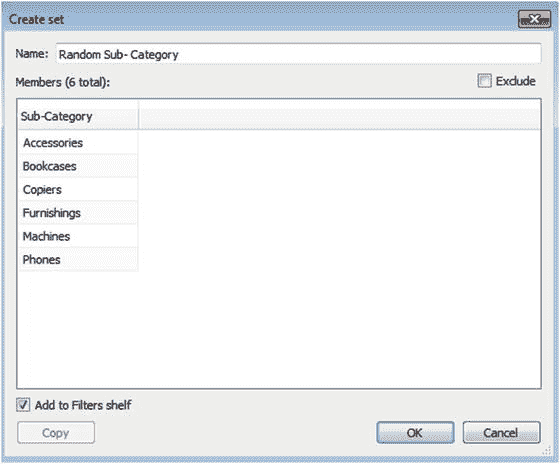 Create set
Name: Random Sub- Category
Members (6 total): Exclude
Sub-Category
Accessories
Bookcases
Copiers
Furnishings
Machines
Phones
Add to Filters shelf
Copy OK Cancel